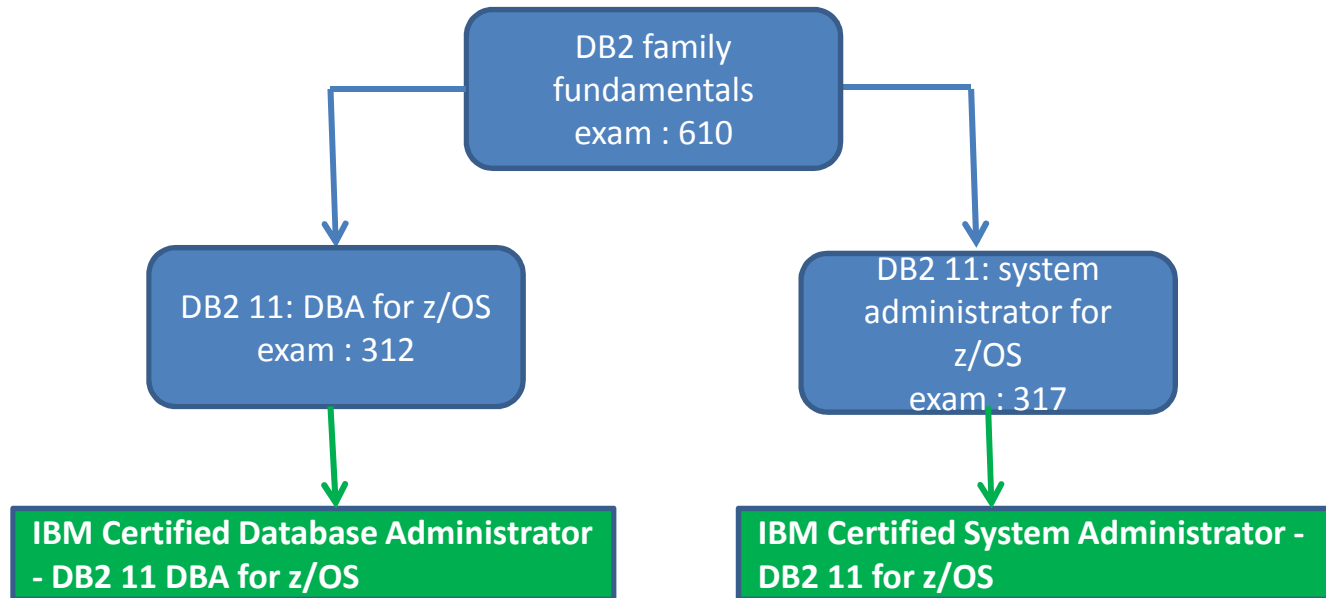 DB2 family
fundamentals
exam : 610
DB2 11: DBA for z/OS
exam : 312
DB2 11: system
administrator for
z/OS
exam : 317
IBM Certified Database Administrator
- DB2 11 DBA for z/OS
IBM Certified System Administrator -
DB2 11 for z/OS